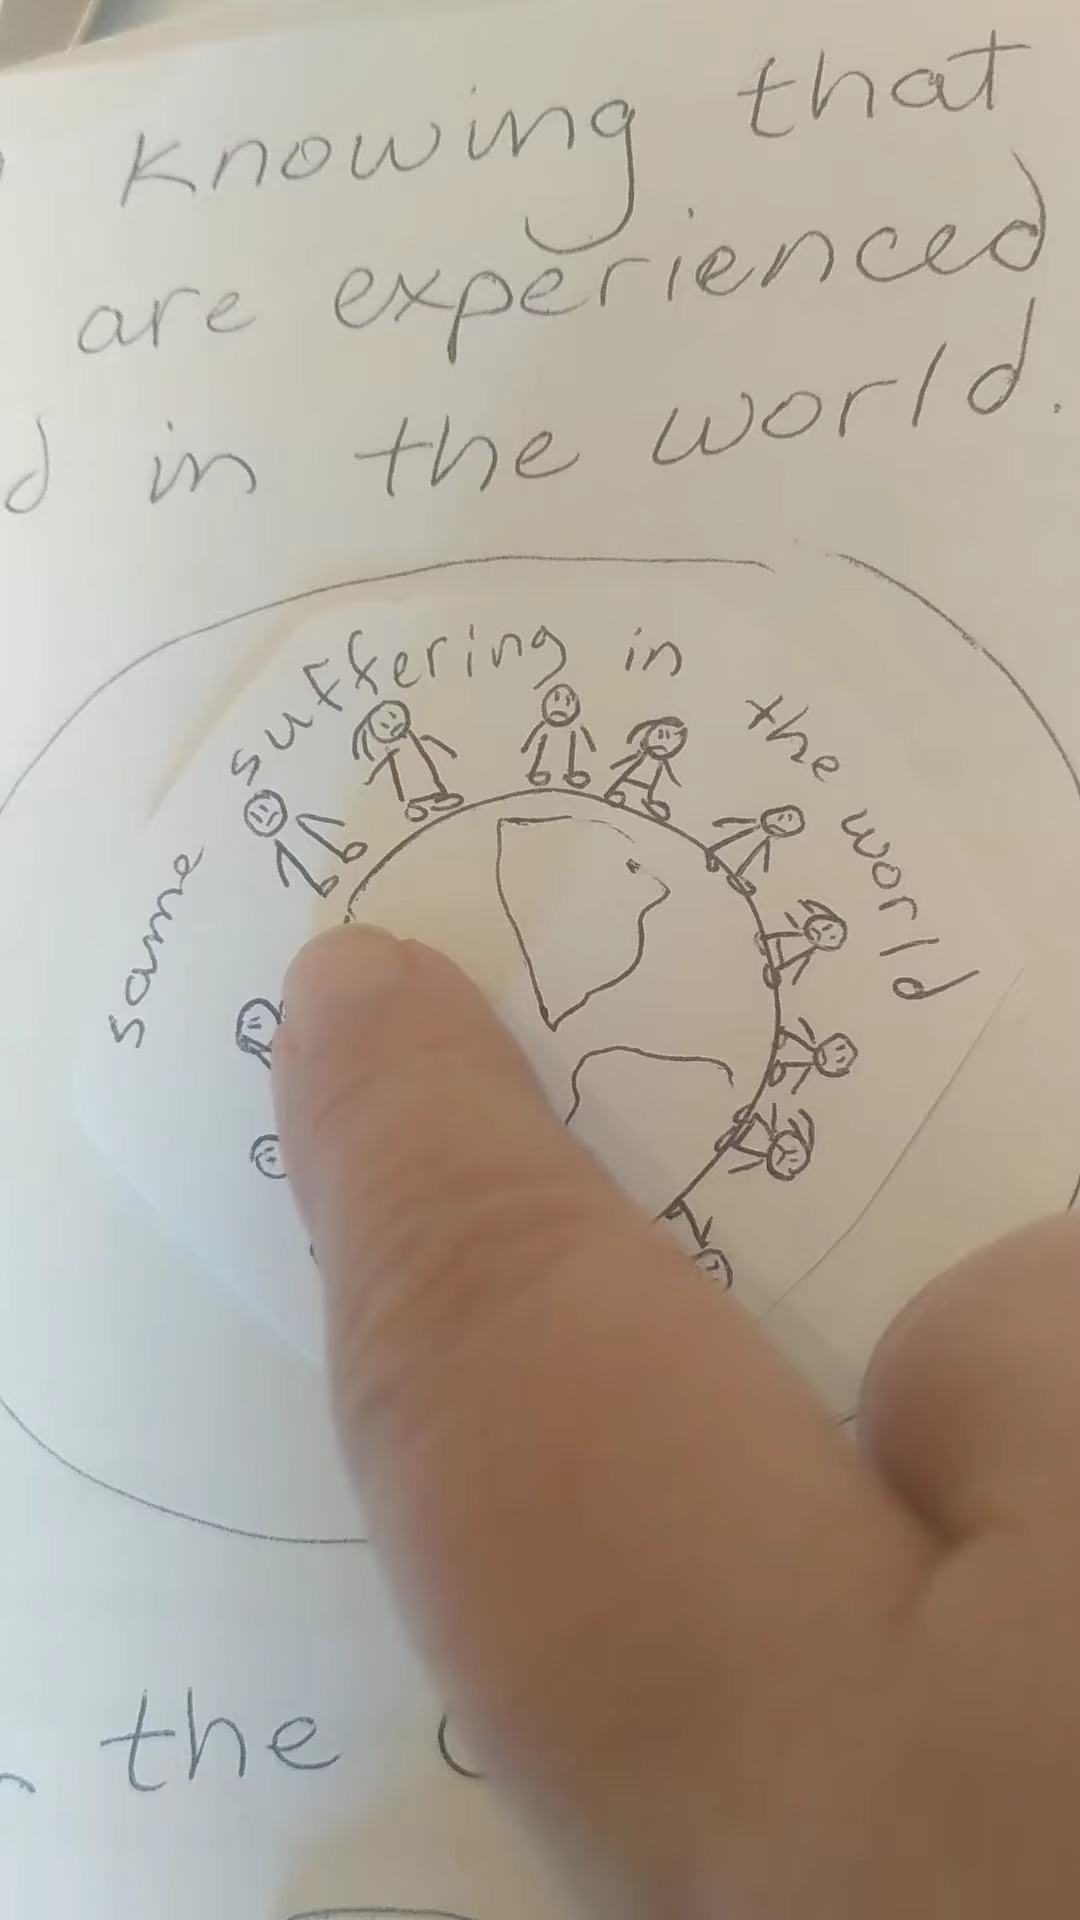 knowing that
are experienced
d in the world.
same suffering in the world
the